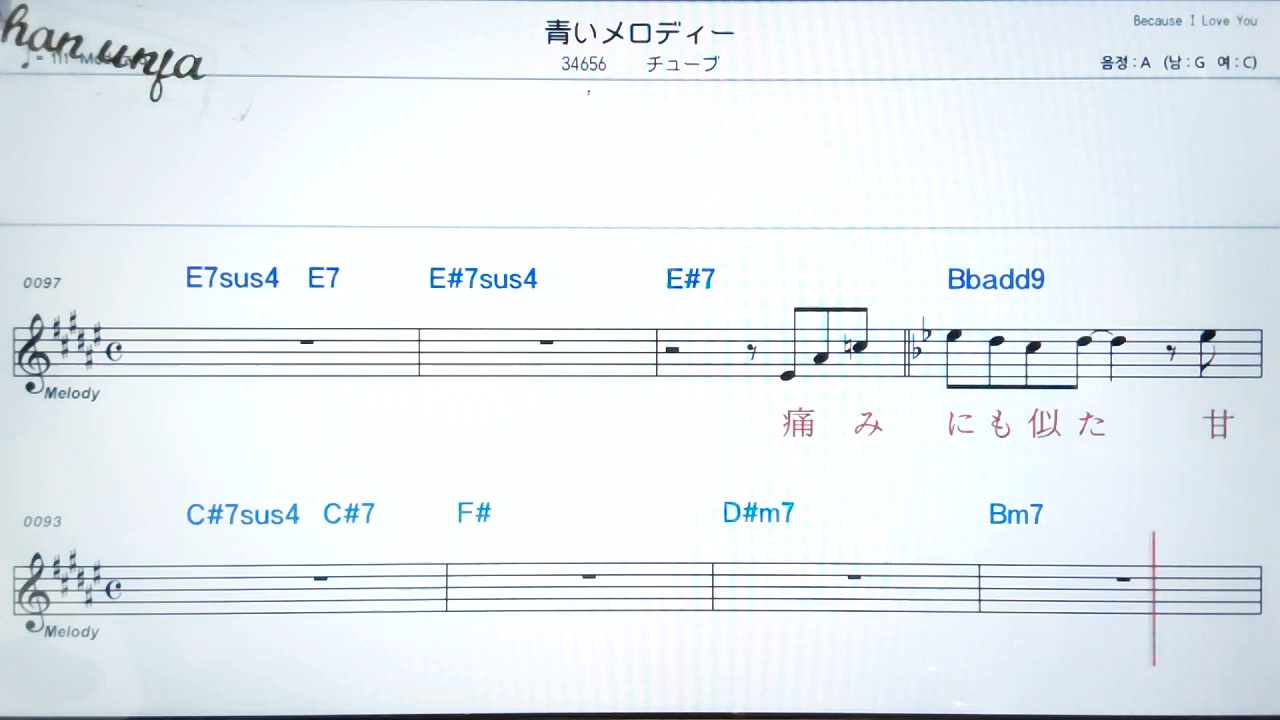 han unfa
青いメロディー
Because I Love You
34656 チューブ
음정 : A (남 : G 여 : C)
0097 E7sus4 E7 E#7sus4 E#7 Bbadd9
Melody
痛 み に も 似 た 甘
0093 C#7sus4 C#7 F# D#m7 Bm7
Melody